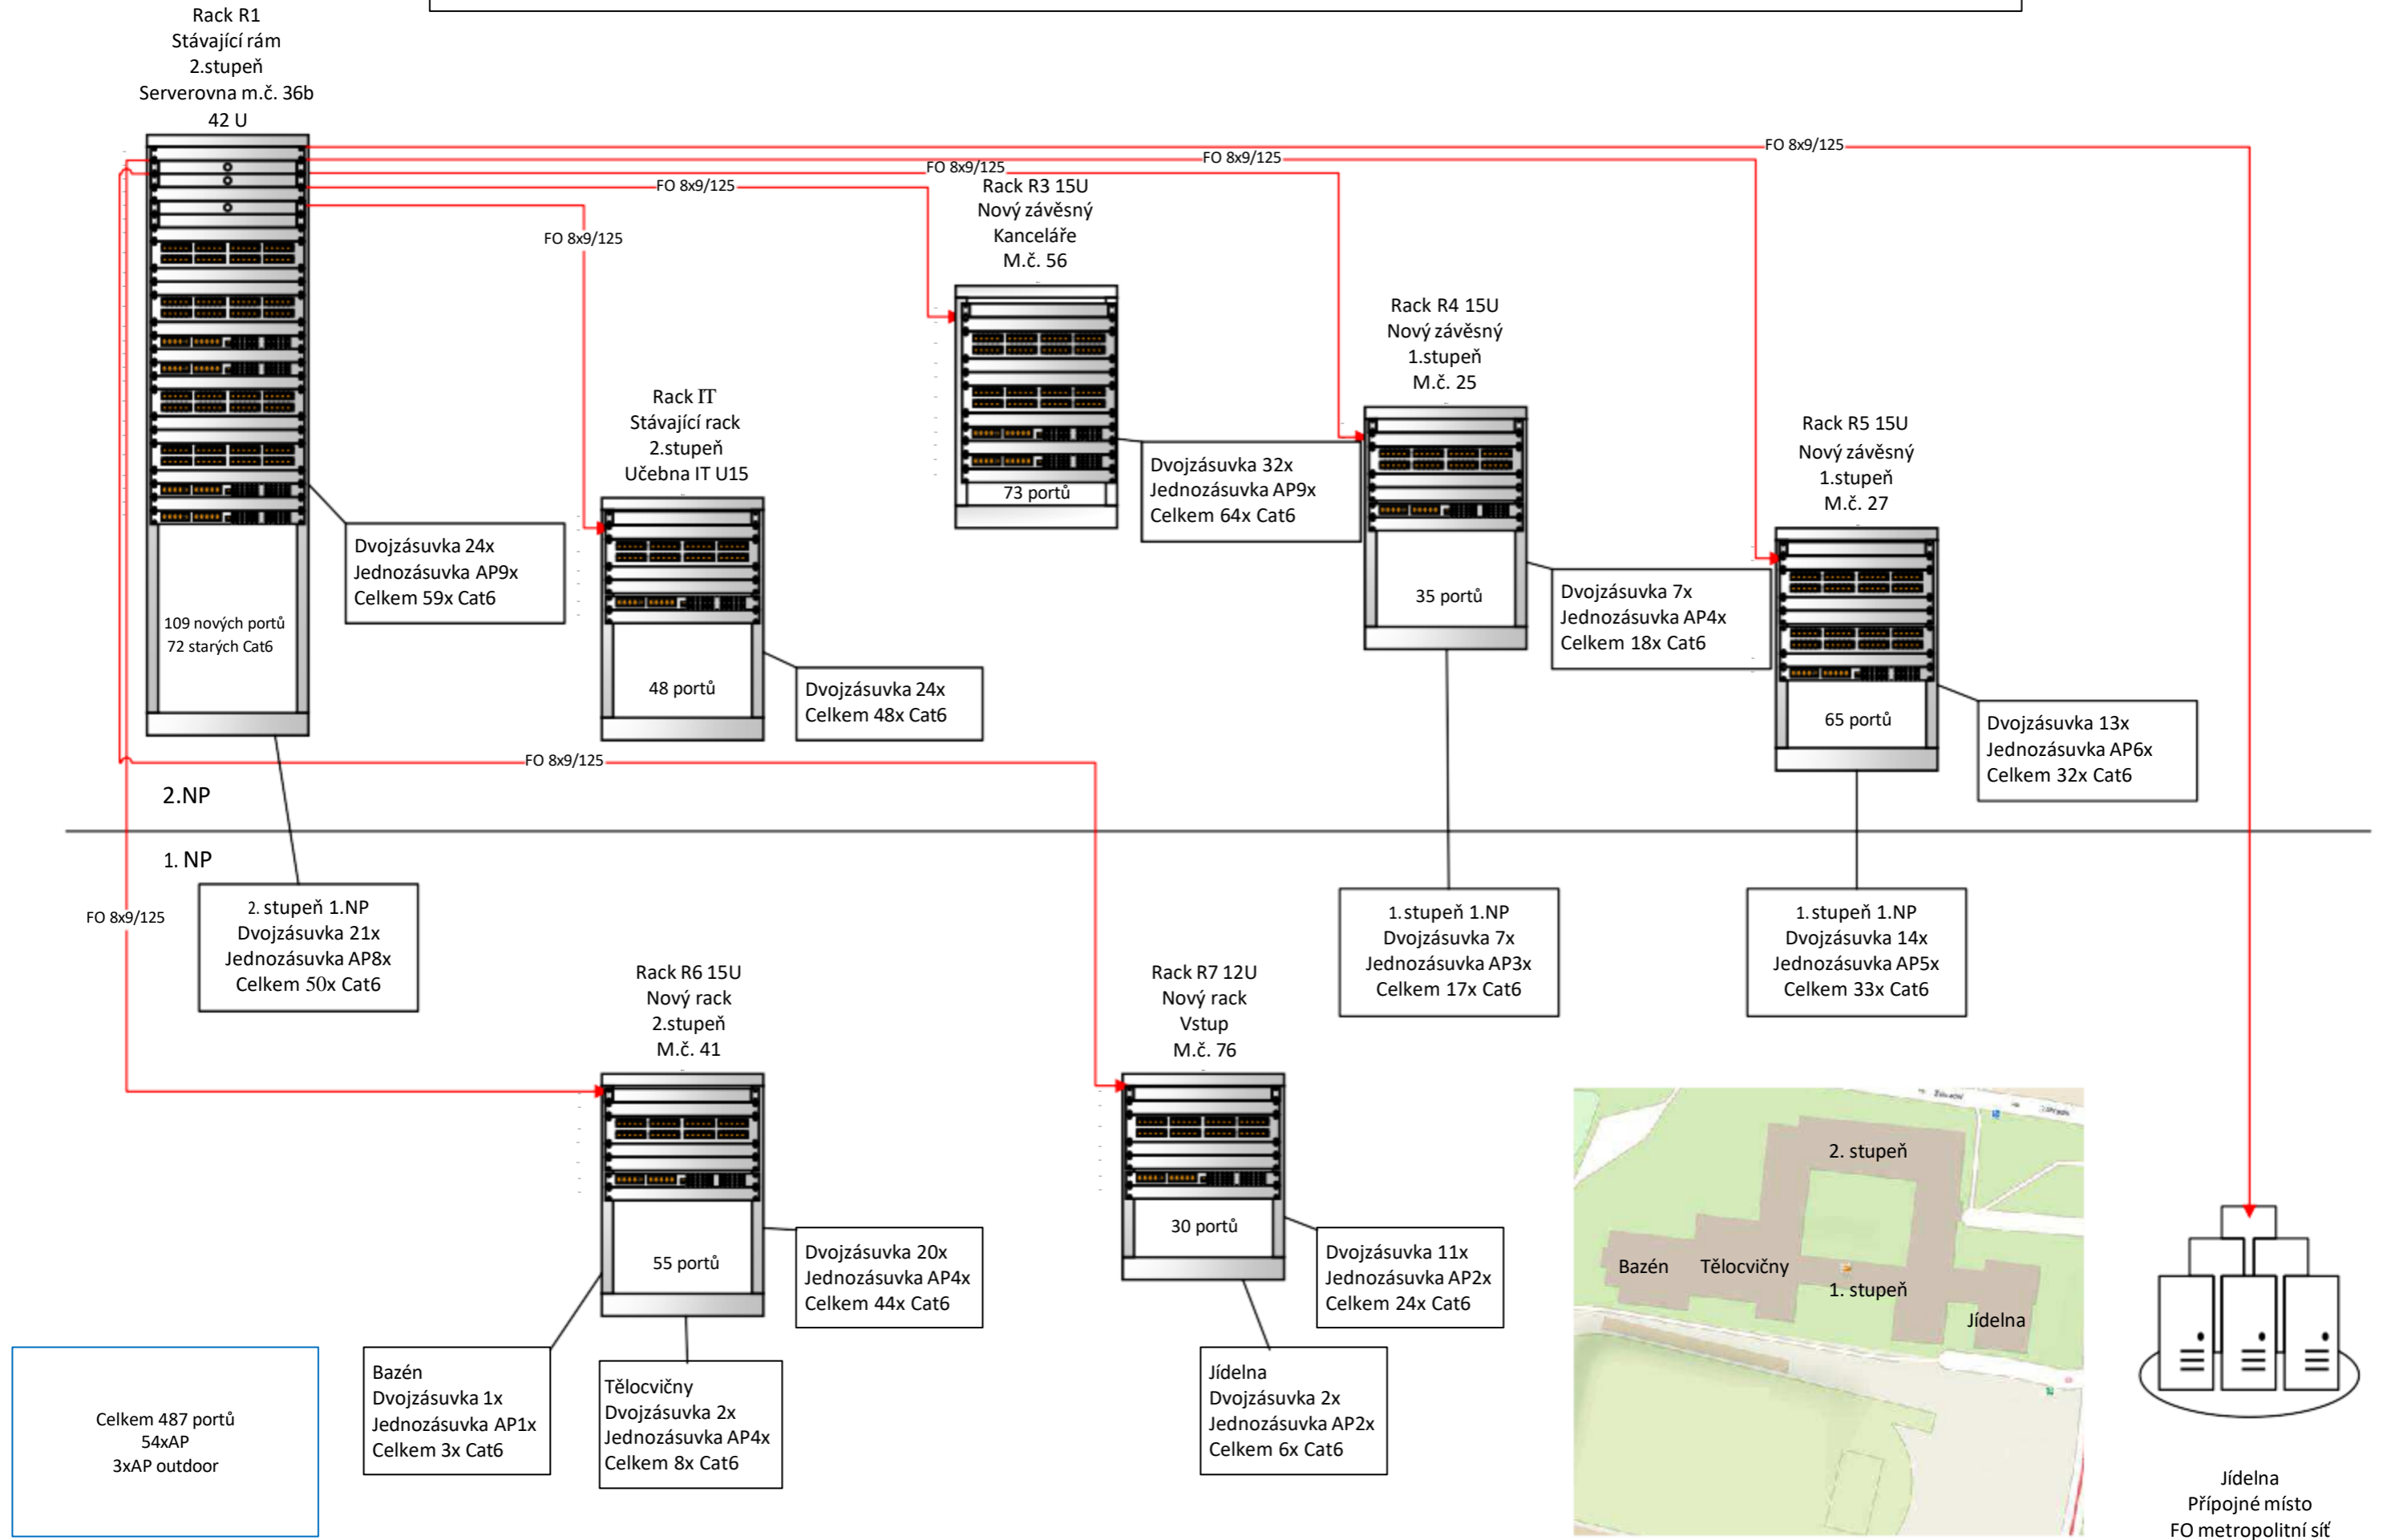 Rack R1
Stávající rám
2.stupeň
Serverovna m.č. 36b
42 U
FO 8x9/125
FO 8x9/125
FO 8x9/125
FO 8x9/125
FO 8x9/125
Rack R3 15U
Nový závěsný
Kanceláře
M.č. 56
Rack R4 15U
Nový závěsný
1.stupeň
M.č. 25
Rack IT
Stávající rack
2.stupeň
Učebna IT U15
Rack R5 15U
Nový závěsný
1.stupeň
M.č. 27
73 portů
Dvojzásuvka 32x
Jednozásuvka AP9x
Celkem 64x Cat6
Dvojzásuvka 24x
Jednozásuvka AP9x
Celkem 59x Cat6
35 portů
Dvojzásuvka 7x
Jednozásuvka AP4x
Celkem 18x Cat6
109 nových portů
72 starých Cat6
48 portů
Dvojzásuvka 24x
Celkem 48x Cat6
65 portů
Dvojzásuvka 13x
Jednozásuvka AP6x
Celkem 32x Cat6
FO 8x9/125
2.NP
1. NP
FO 8x9/125
2. stupeň 1.NP
Dvojzásuvka 21x
Jednozásuvka AP8x
Celkem 50x Cat6
1.stupeň 1.NP
Dvojzásuvka 7x
Jednozásuvka AP3x
Celkem 17x Cat6
1.stupeň 1.NP
Dvojzásuvka 14x
Jednozásuvka AP5x
Celkem 33x Cat6
Rack R6 15U
Nový rack
2.stupeň
M.č. 41
Rack R7 12U
Nový rack
Vstup
M.č. 76
55 portů
Dvojzásuvka 20x
Jednozásuvka AP4x
Celkem 44x Cat6
30 portů
Dvojzásuvka 11x
Jednozásuvka AP2x
Celkem 24x Cat6
2. stupeň
Bazén
Tělocvičny
1. stupeň
Jídelna
Bazén
Dvojzásuvka 1x
Jednozásuvka AP1x
Celkem 3x Cat6
Tělocvičny
Dvojzásuvka 2x
Jednozásuvka AP4x
Celkem 8x Cat6
Jídelna
Dvojzásuvka 2x
Jednozásuvka AP2x
Celkem 6x Cat6
Celkem 487 portů
54xAP
3xAP outdoor
Jídelna
Přípojné místo
FO metropolitní síť